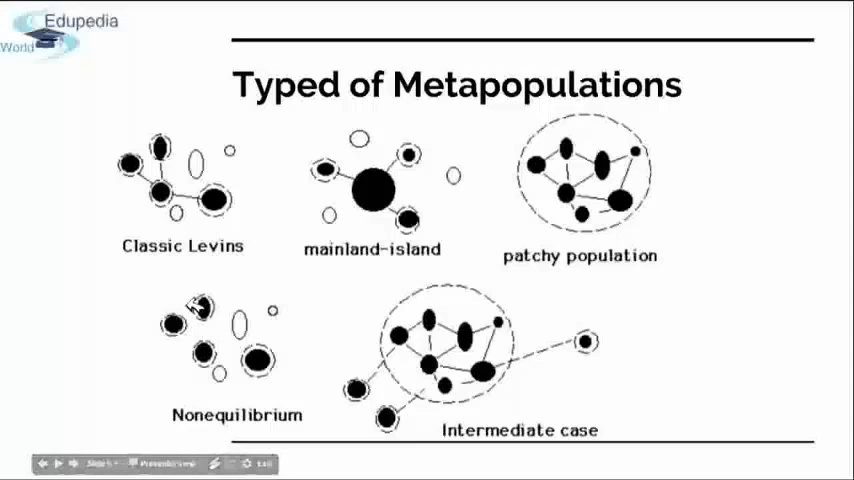 Edupedia
World
Typed of Metapopulations
Classic Levins
mainland-island
patchy population
Nonequilibrium
Intermediate case